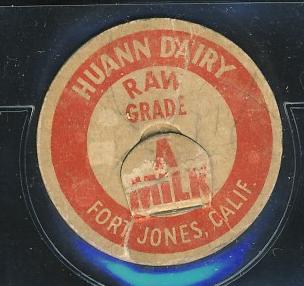 HUANN DAIRY
RAW
GRADE
A
MILK
FORT JONES, CALIF.